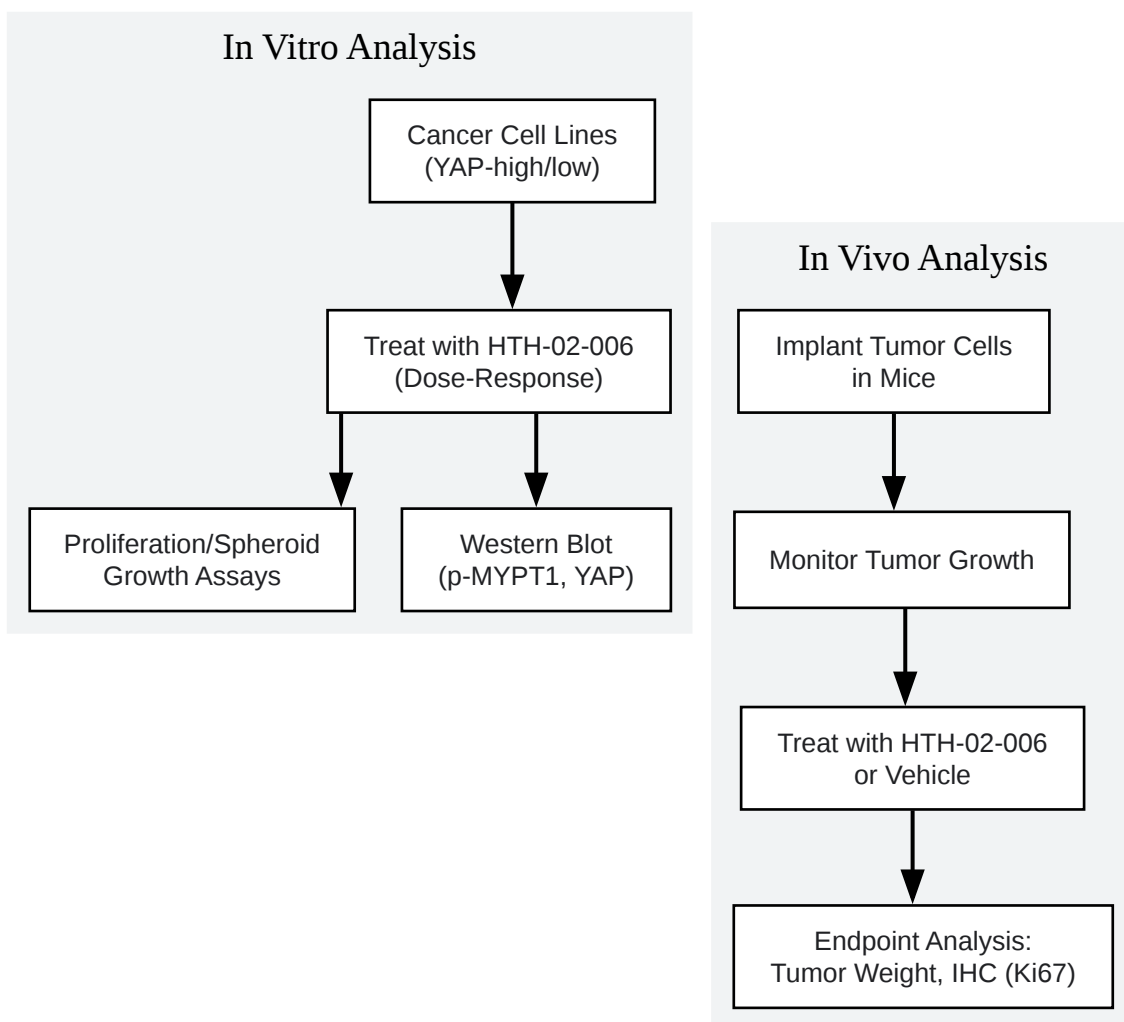 In Vitro Analysis
Cancer Cell Lines
(YAP-high/low)
Treat with HTH-02-006
(Dose-Response)
Proliferation/Spheroid
Growth Assays
Western Blot
(p-MYPT1, YAP)
In Vivo Analysis
Implant Tumor Cells
in Mice
Monitor Tumor Growth
Treat with HTH-02-006
or Vehicle
Endpoint Analysis:
Tumor Weight, IHC (Ki67)